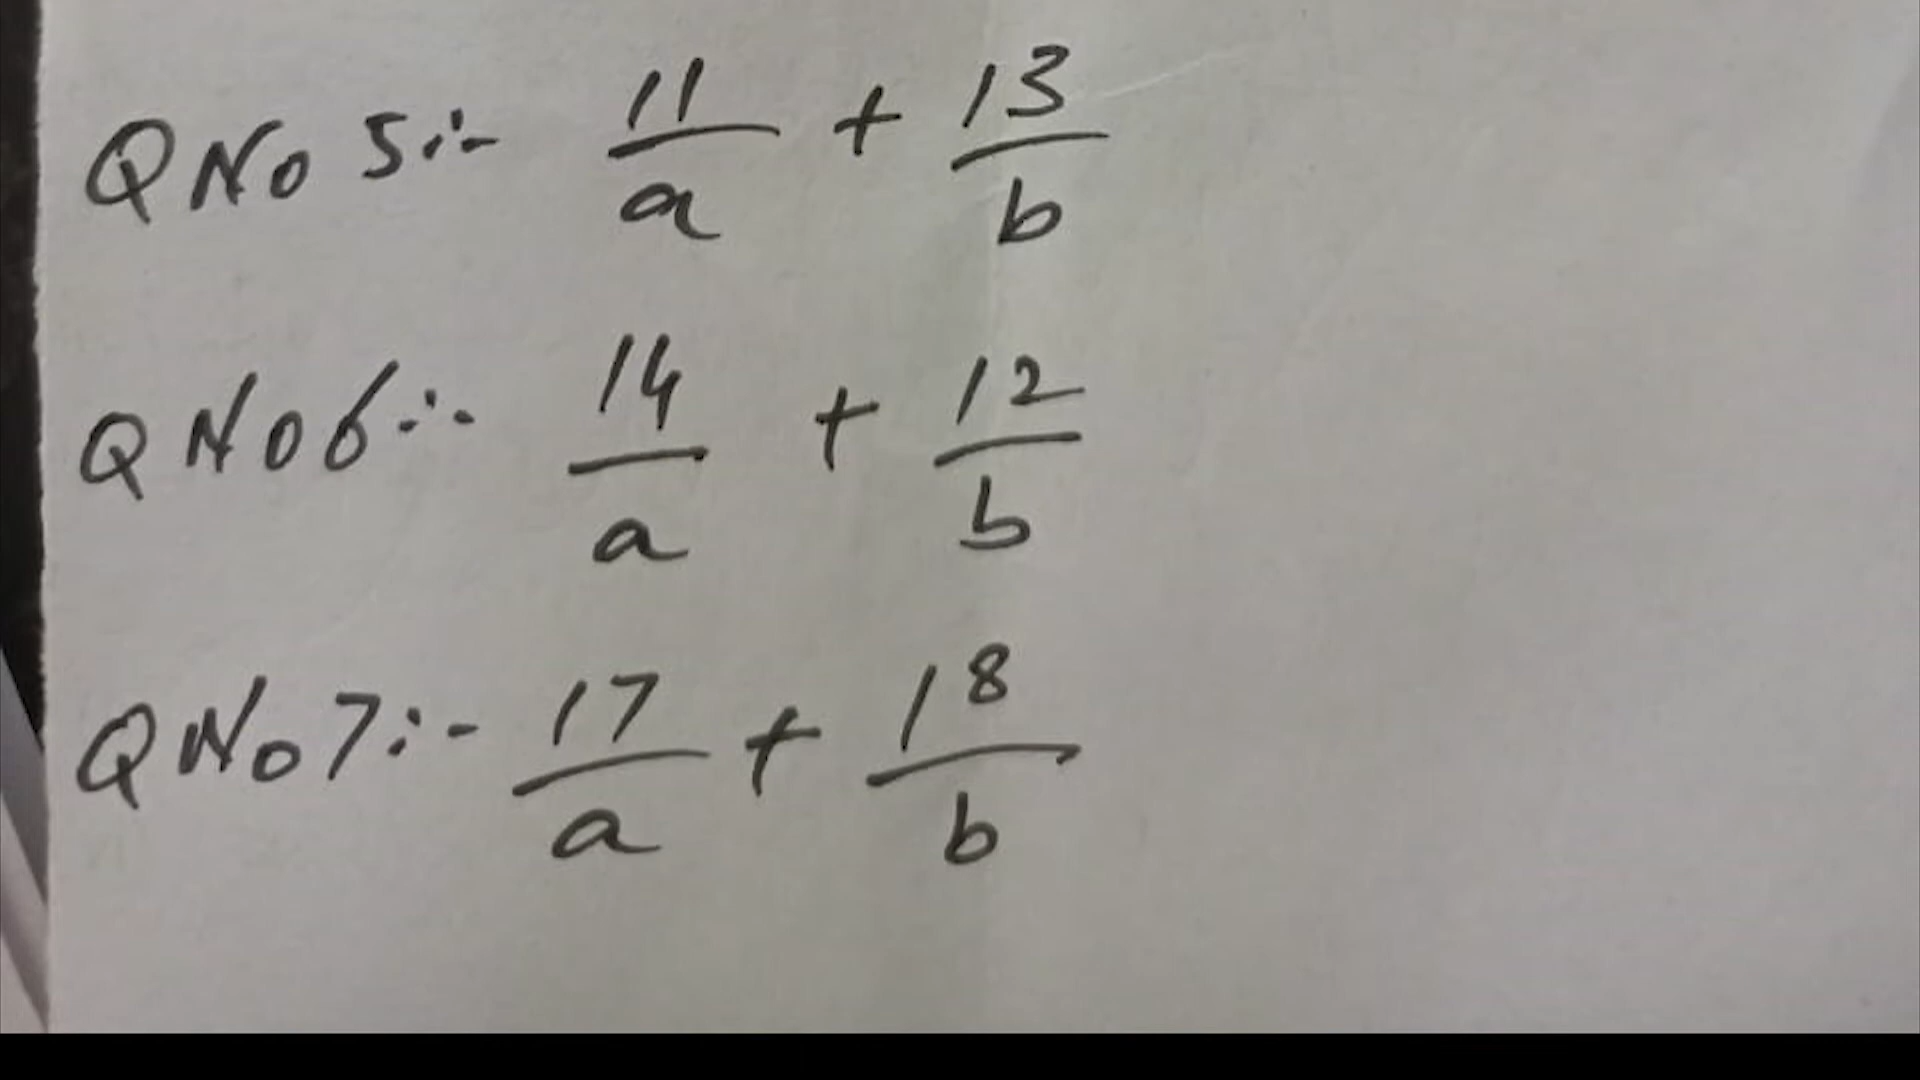 QNo 5:- 11/a + 13/b
QNo 6:- 14/a + 12/b
QNo 7:- 17/a + 18/b